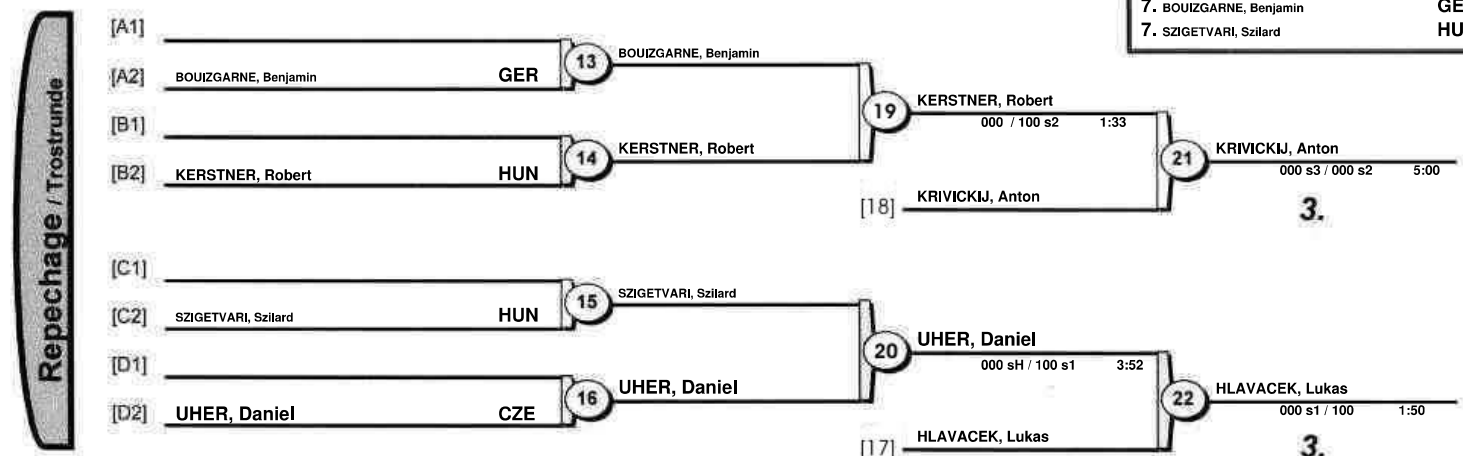 7. BOUIZGARNE, Benjamin GE
7. SZIGETVARI, Szilard HU
Repechage / Trostrunde
[A1]
[A2] BOUIZGARNE, Benjamin GER
13 BOUIZGARNE, Benjamin
[B1]
[B2] KERSTNER, Robert HUN
14 KERSTNER, Robert
19 KERSTNER, Robert
000 / 100 s2 1:33
[18] KRIVICKIJ, Anton
21 KRIVICKIJ, Anton
000 s3 / 000 s2 5:00
3.
[C1]
[C2] SZIGETVARI, Szilard HUN
15 SZIGETVARI, Szilard
[D1]
[D2] UHER, Daniel CZE
16 UHER, Daniel
20 UHER, Daniel
000 sH / 100 s1 3:52
[17] HLAVACEK, Lukas
22 HLAVACEK, Lukas
000 s1 / 100 1:50
3.